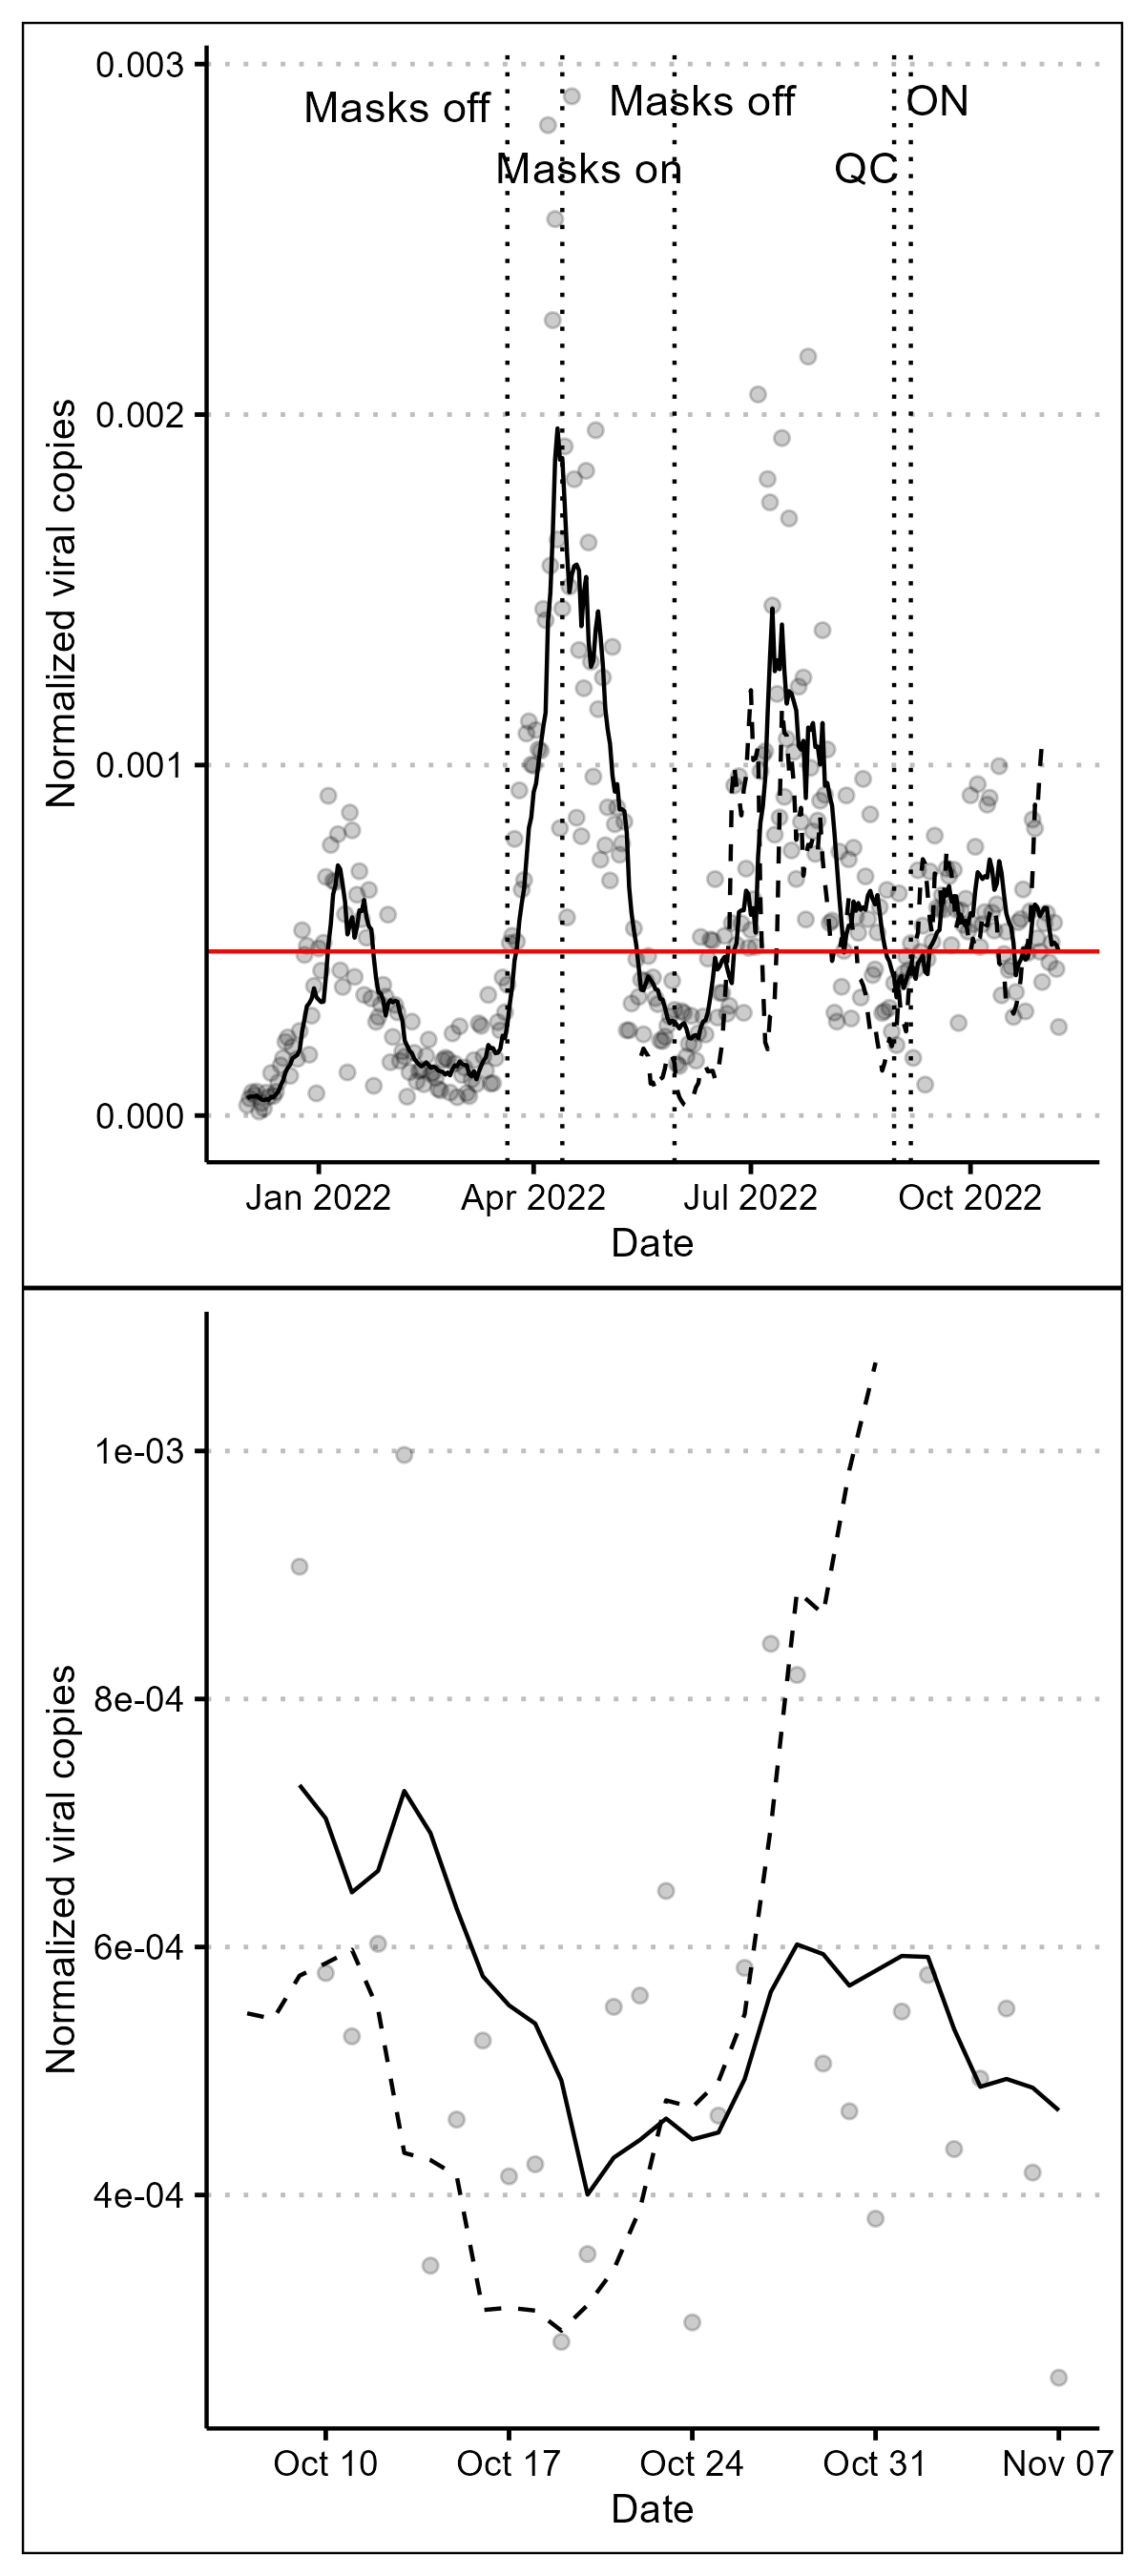 0.003
Masks off
Masks off
ON
Masks on
QC
0.002
Normalized viral copies
0.001
0.000
Jan 2022
Apr 2022
Jul 2022
Oct 2022
Date
1e-03
8e-04
Normalized viral copies
6e-04
4e-04
Oct 10
Oct 17
Oct 24
Oct 31
Nov 07
Date